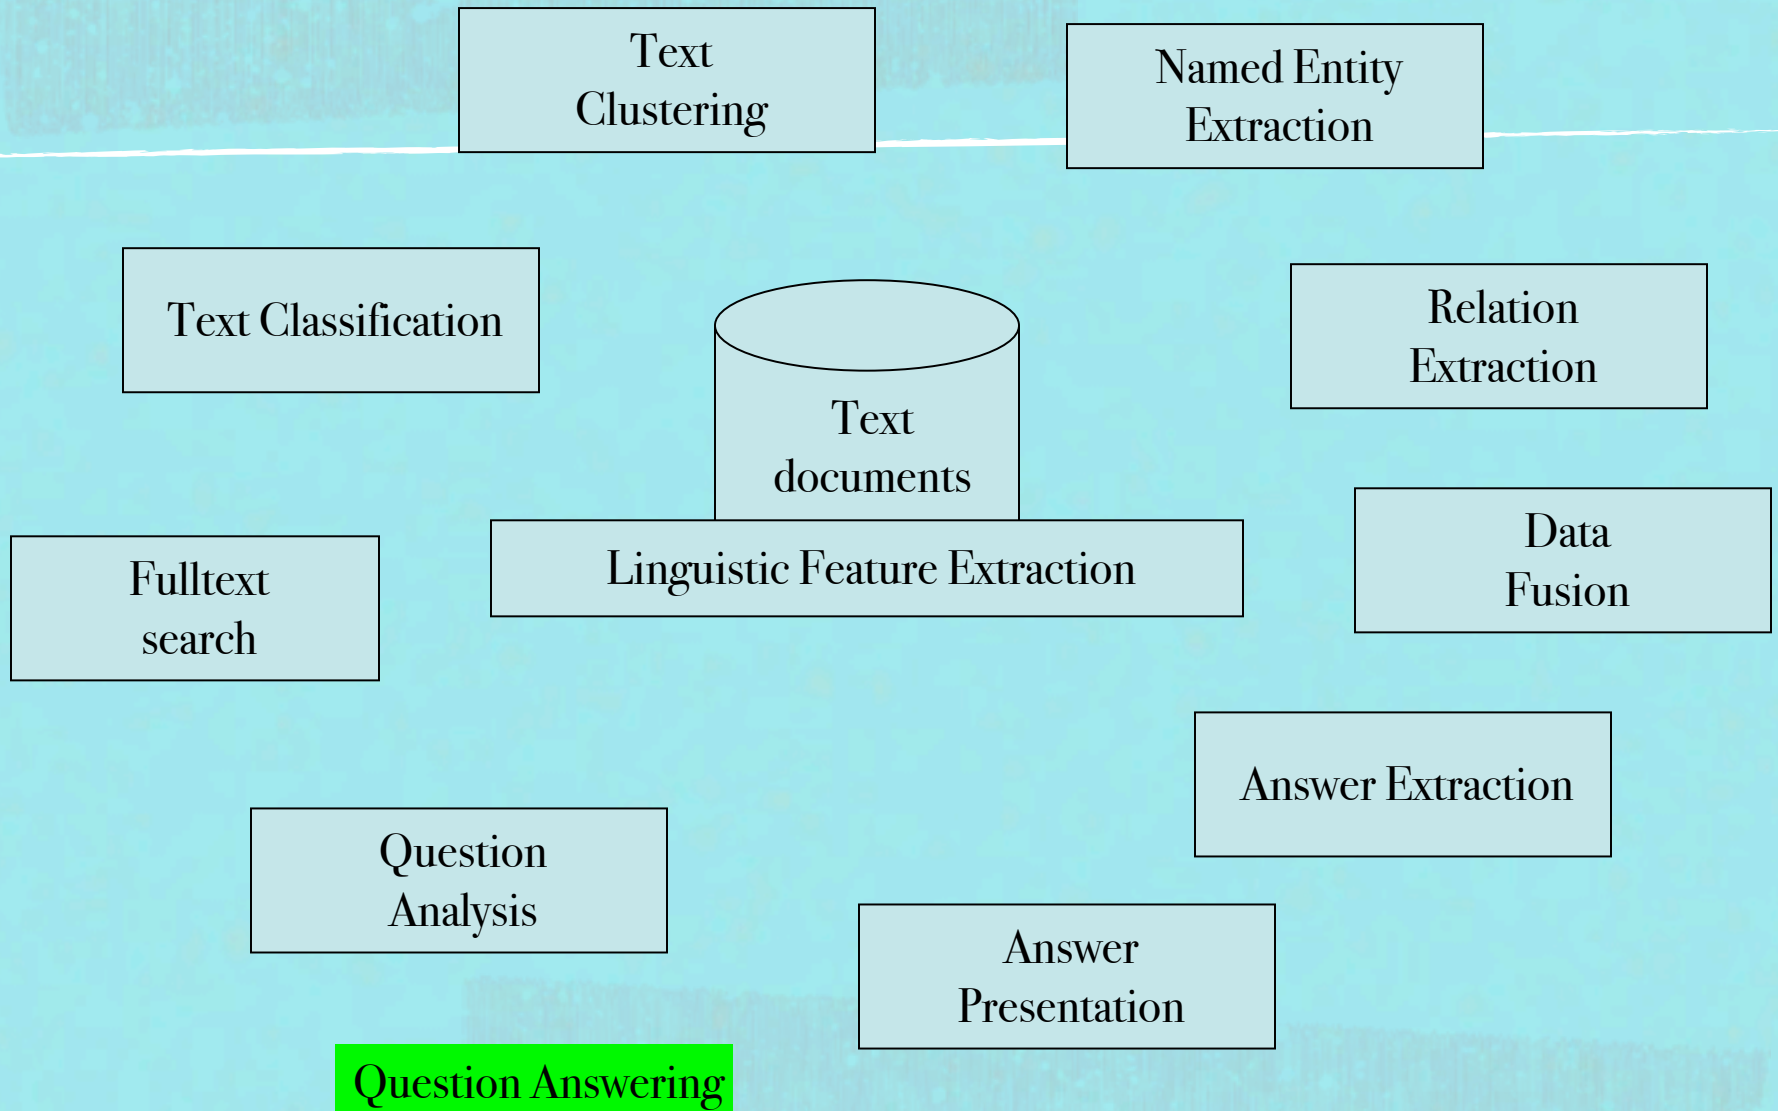 Text
Clustering
Named Entity
Extraction
Text Classification
Relation
Extraction
Text
documents
Linguistic Feature Extraction
Data
Fusion
Fulltext
search
Answer Extraction
Question
Analysis
Answer
Presentation
Question Answering